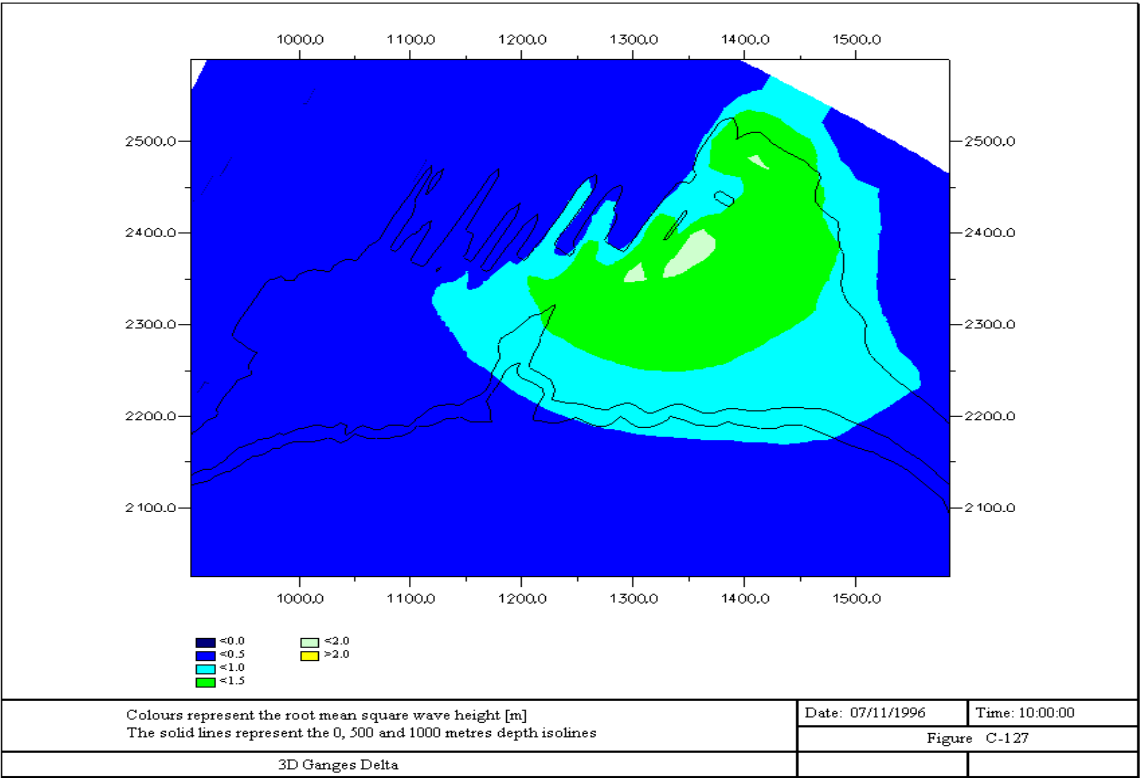 1000.0 1100.0 1200.0 1300.0 1400.0 1500.0
2500.0 2500.0
2400.0 2400.0
2300.0 2300.0
2200.0 2200.0
2100.0 2100.0
1000.0 1100.0 1200.0 1300.0 1400.0 1500.0
<0.0 <2.0
<0.5 >2.0
<1.0
<1.5
Colours represent the root mean square wave height [m]
The solid lines represent the 0, 500 and 1000 metres depth isolines
Date: 07/11/1996 Time: 10:00:00
Figure C-127
3D Ganges Delta